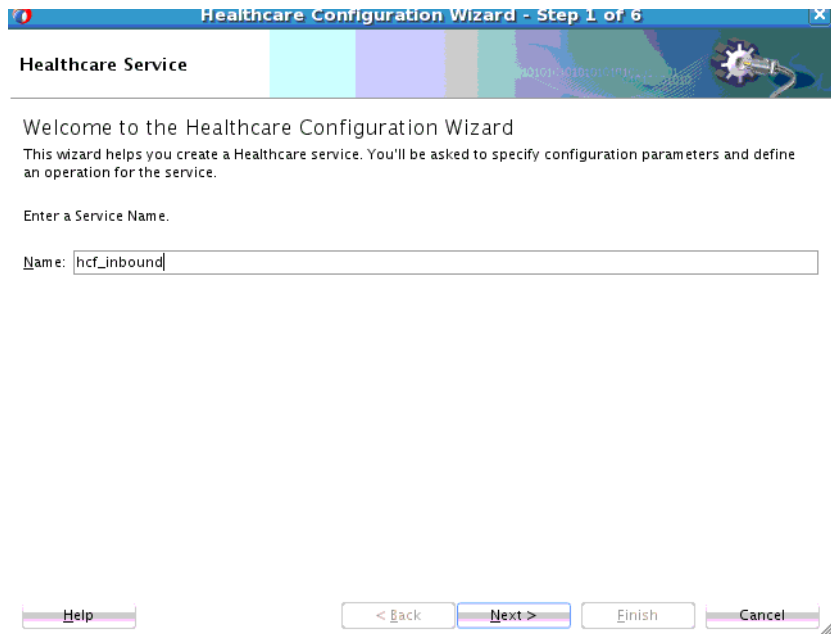 Healthcare Configuration Wizard - Step 1 of 6
Healthcare Service
Welcome to the Healthcare Configuration Wizard
This wizard helps you create a Healthcare service. You'll be asked to specify configuration parameters and define
an operation for the service.
Enter a Service Name.
Name: hcf_inbound
Help < Back Next > Finish Cancel